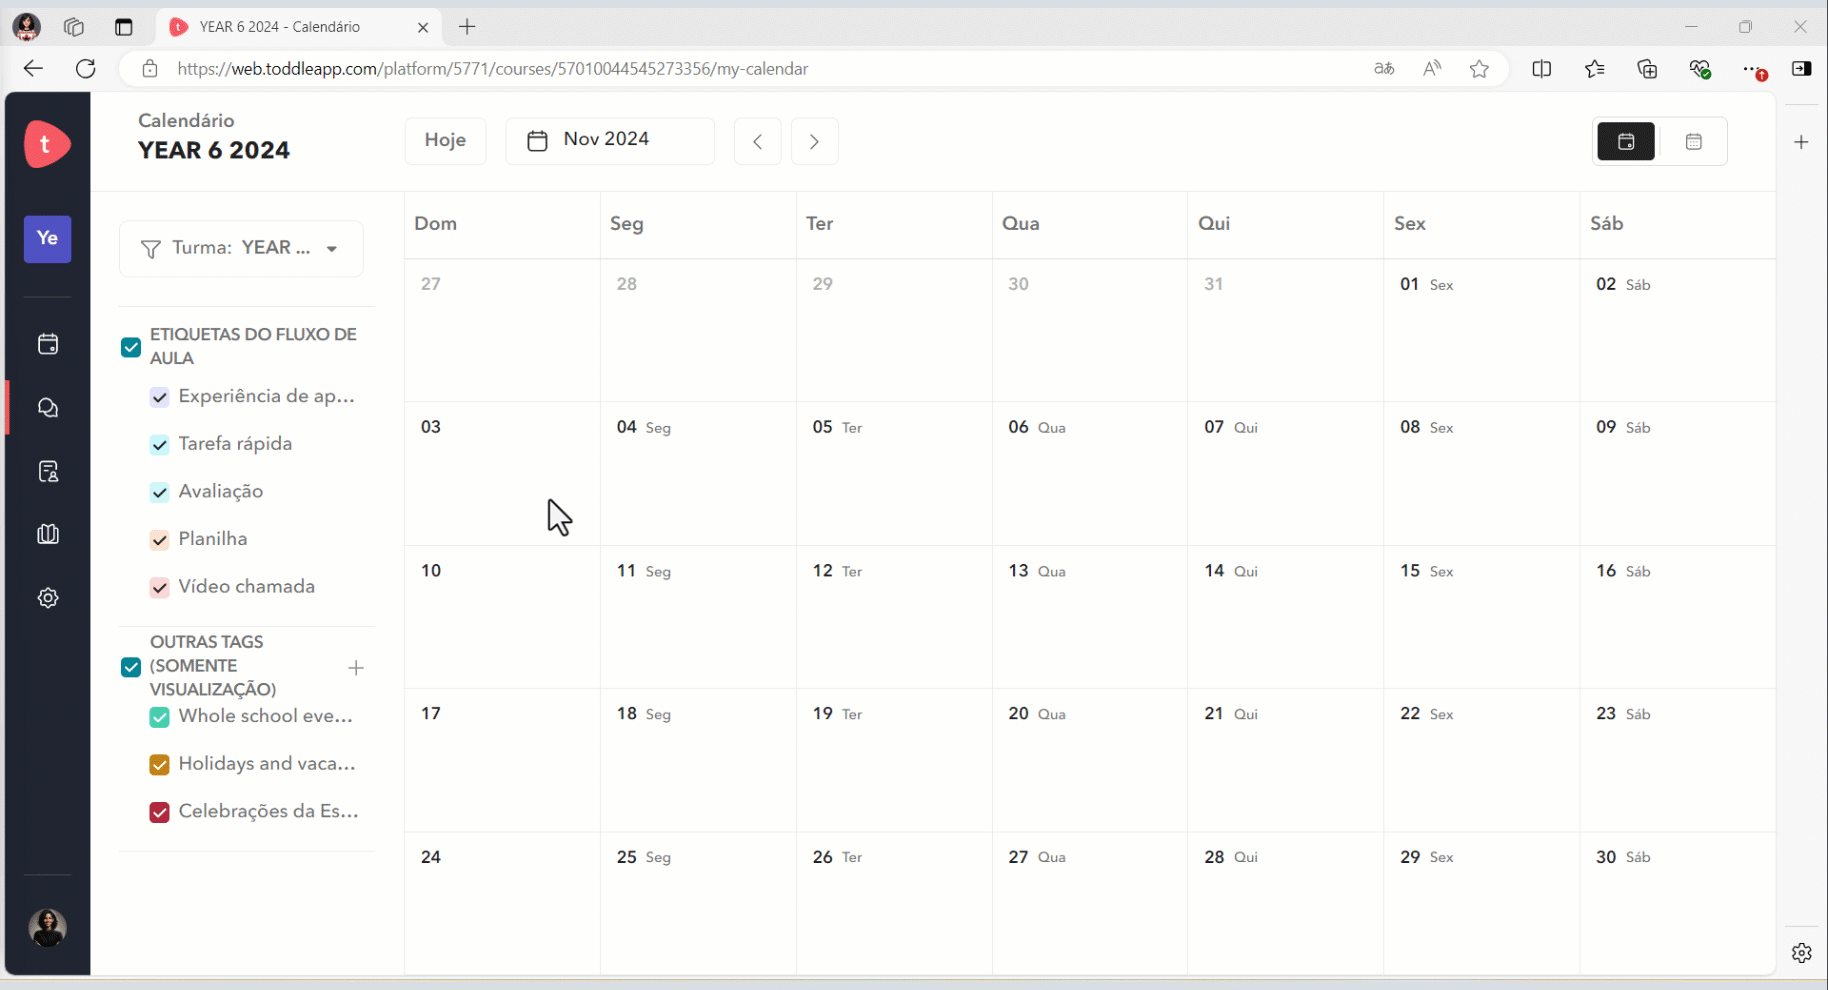 YEAR 6 2024 - Calendário
https://web.toddleapp.com/platform/5771/courses/57010044545273356/my-calendar
t
Ye
Calendário
YEAR 6 2024
Hoje
Nov 2024
Turma: YEAR ...
ETIQUETAS DO FLUXO DE
AULA
Experiência de ap...
Tarefa rápida
Avaliação
Planilha
Vídeo chamada
OUTRAS TAGS
(SOMENTE
VISUALIZAÇÃO)
Whole school eve...
Holidays and vaca...
Celebrações da Es...
Dom Seg Ter Qua Qui Sex Sáb
27 28 29 30 31 01 Sex 02 Sáb
03 04 Seg 05 Ter 06 Qua 07 Qui 08 Sex 09 Sáb
10 11 Seg 12 Ter 13 Qua 14 Qui 15 Sex 16 Sáb
17 18 Seg 19 Ter 20 Qua 21 Qui 22 Sex 23 Sáb
24 25 Seg 26 Ter 27 Qua 28 Qui 29 Sex 30 Sáb